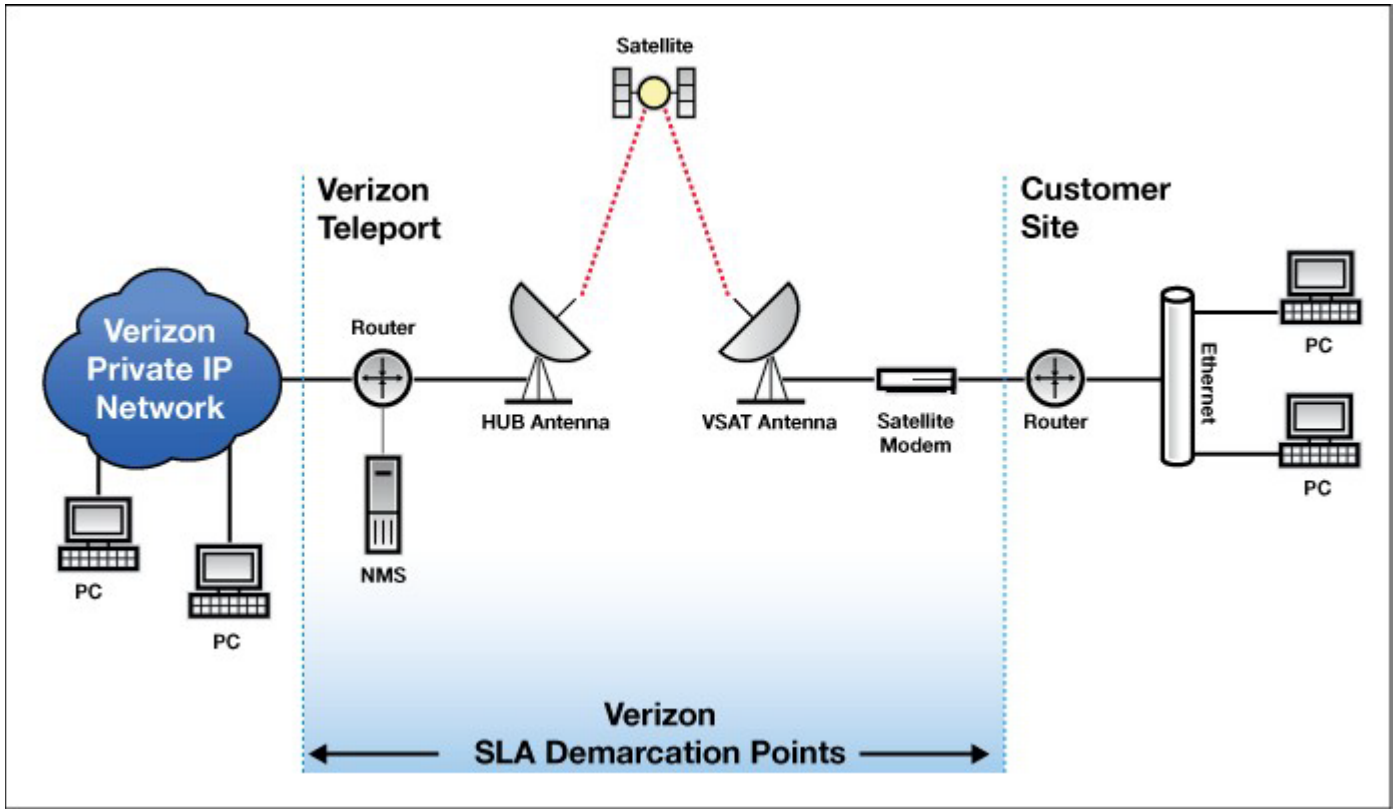 Satellite
Verizon
Teleport
Customer
Site
Verizon
Private IP
Network
Router
HUB Antenna
VSAT Antenna
Satellite
Modem
Router
Ethernet
PC
PC
NMS
PC
PC
Verizon
SLA Demarcation Points